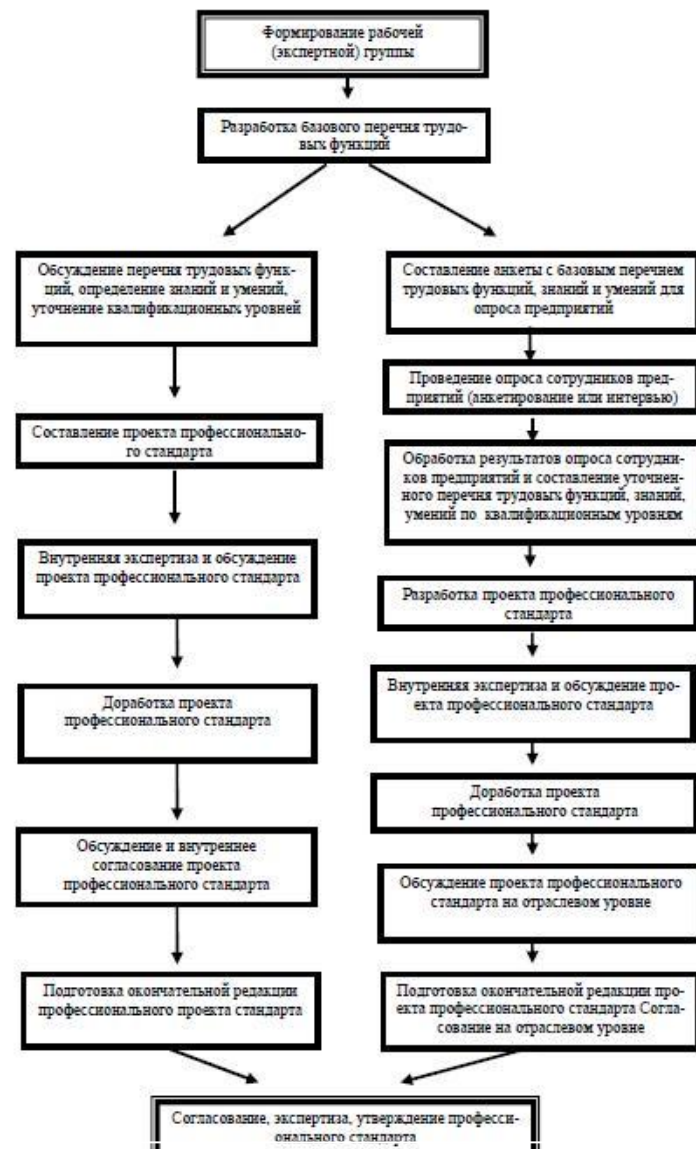 Формирование рабочей
(экспертной) группы
Разработка базового перечня трудо-
вых функций
Обсуждение перечня трудовых функ-
ций, определение знаний и умений,
уточнение квалификационных уровней
Составление проекта профессионально-
го стандарта
Внутренняя экспертиза и обсуждение
проекта профессионального стандарта
Доработка проекта
профессионального стандарта
Обсуждение и внутреннее
согласование проекта
профессионального стандарта
Подготовка окончательной редакции
профессионального проекта стандарта
Составление анкеты с базовым перечнем
трудовых функций, знаний и умений для
опроса предприятий
Проведение опроса сотрудников пред-
приятий (анкетирование или интервью)
Обработка результатов опроса сотрудни-
ков предприятий и составление уточнен-
ного перечня трудовых функций, знаний,
умений по квалификационным уровням
Разработка проекта профессионального
стандарта
Внутренняя экспертиза и обсуждение про-
екта профессионального стандарта
Доработка проекта
профессионального стандарта
Обсуждение проекта профессионального
стандарта на отраслевом уровне
Подготовка окончательной редакции про-
екта профессионального стандарта Согла-
сование на отраслевом уровне
Согласование, экспертиза, утверждение професси-
онального стандарта